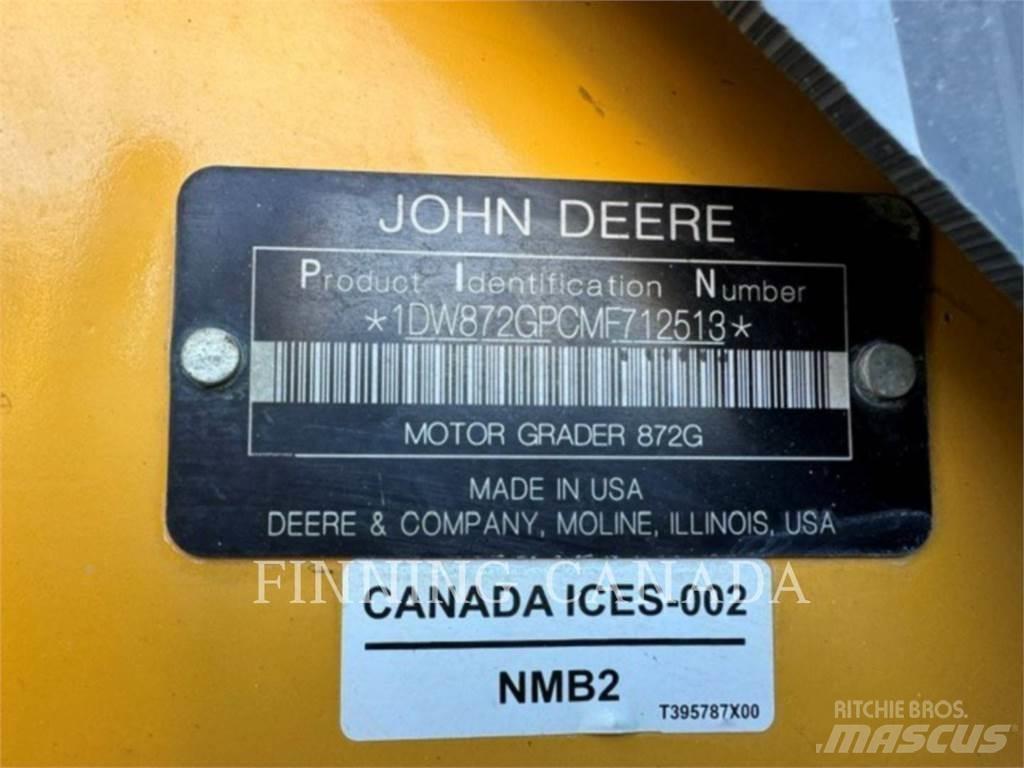 JOHN DEERE
Product Identification Number
*1DW872GPCMF712513*
MOTOR GRADER 872G
MADE IN USA
DEERE & COMPANY, MOLINE, ILLINOIS, USA
FINNING CANADA
CANADA ICES-002
NMB2
T395787X00
RITCHIE BROS.
MASCUS